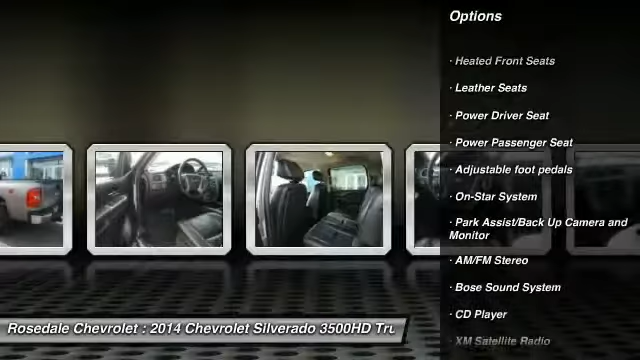 Options
· Heated Front Seats
· Leather Seats
· Power Driver Seat
· Power Passenger Seat
· Adjustable foot pedals
· On-Star System
· Park Assist/Back Up Camera and
Monitor
· AM/FM Stereo
· Bose Sound System
· CD Player
· XM Satellite Radio
Rosedale Chevrolet : 2014 Chevrolet Silverado 3500HD Tru